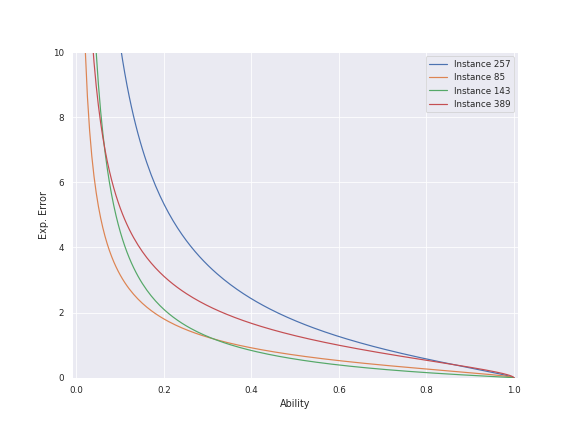 10
8
6
4
2
0
Exp. Error
0.0 0.2 0.4 0.6 0.8 1.0
Ability
Instance 257
Instance 85
Instance 143
Instance 389